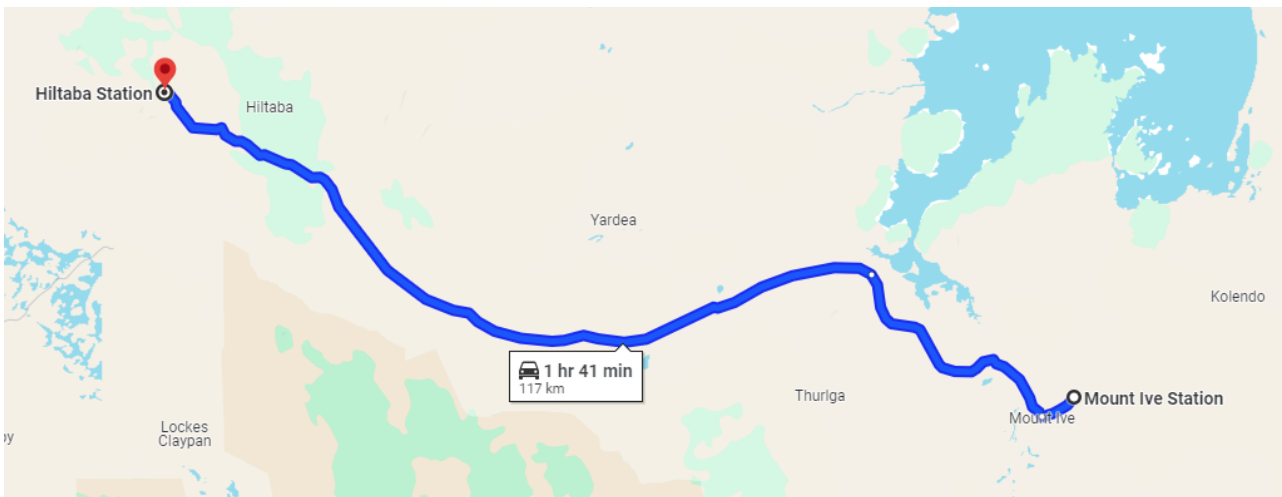 Hiltaba Station
Hiltaba
Yardea
Kolendo
1 hr 41 min
117 km
Thurlga
Mount Ive Station
Mount Ive
Lockes
Claypan
by